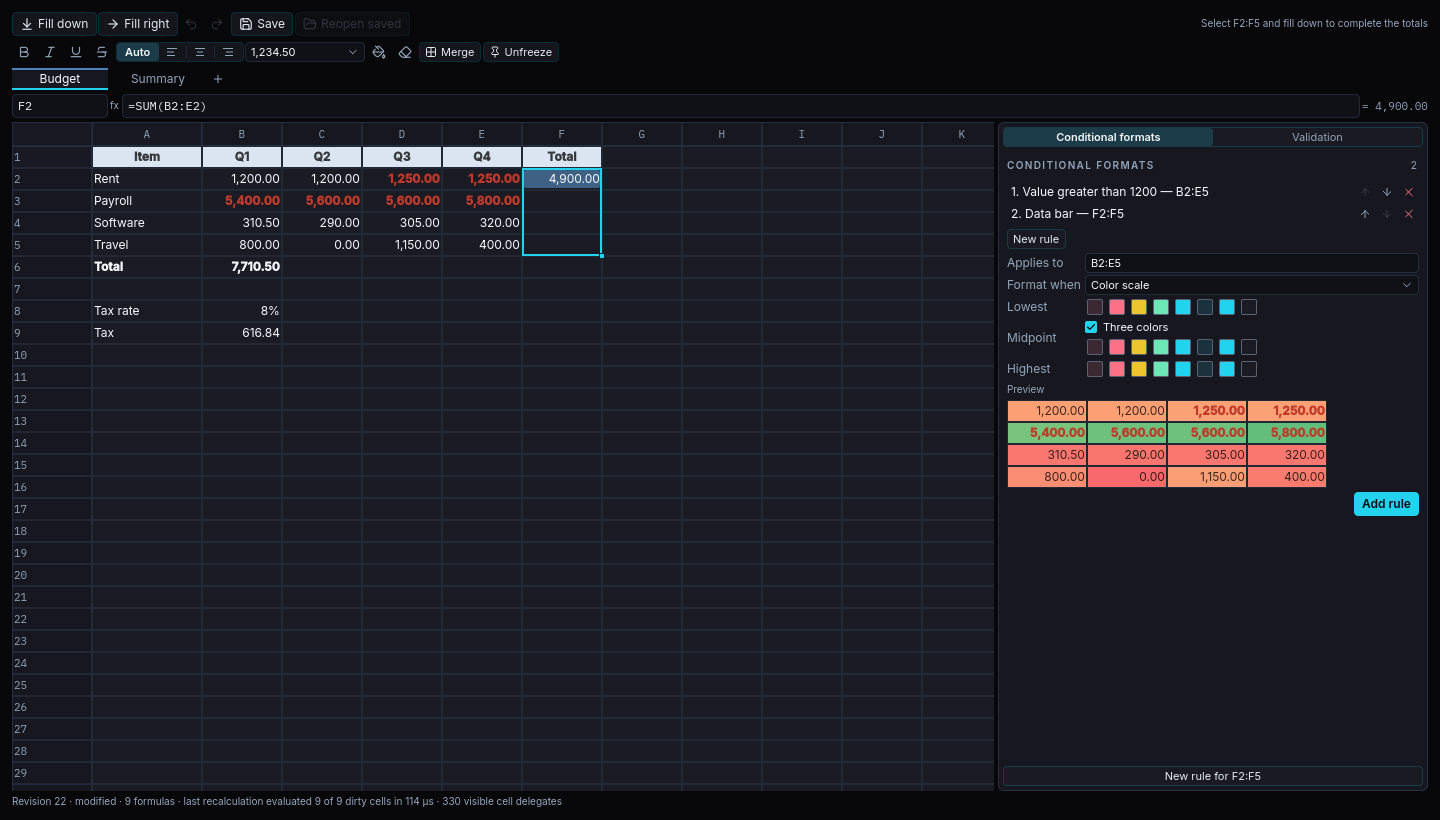 Fill down Fill right Save Reopen saved Select F2:F5 and fill down to complete the totals
B I U S Auto 1,234.50 Merge Unfreeze
Budget Summary +
F2 fx =SUM(B2:E2) = 4,900.00
A B C D E F G H I J K
1 Item Q1 Q2 Q3 Q4 Total
2 Rent 1,200.00 1,200.00 1,250.00 1,250.00 4,900.00
3 Payroll 5,400.00 5,600.00 5,600.00 5,800.00
4 Software 310.50 290.00 305.00 320.00
5 Travel 800.00 0.00 1,150.00 400.00
6 Total 7,710.50
7
8 Tax rate 8%
9 Tax 616.84
10
11
12
13
14
15
16
17
18
19
20
21
22
23
24
25
26
27
28
29
Conditional formats Validation
CONDITIONAL FORMATS 2
1. Value greater than 1200 — B2:E5
2. Data bar — F2:F5
New rule
Applies to B2:E5
Format when Color scale
Lowest
Three colors
Midpoint
Highest
Preview
1,200.00 1,200.00 1,250.00 1,250.00
5,400.00 5,600.00 5,600.00 5,800.00
310.50 290.00 305.00 320.00
800.00 0.00 1,150.00 400.00
Add rule
New rule for F2:F5
Revision 22 · modified · 9 formulas · last recalculation evaluated 9 of 9 dirty cells in 114 µs · 330 visible cell delegates